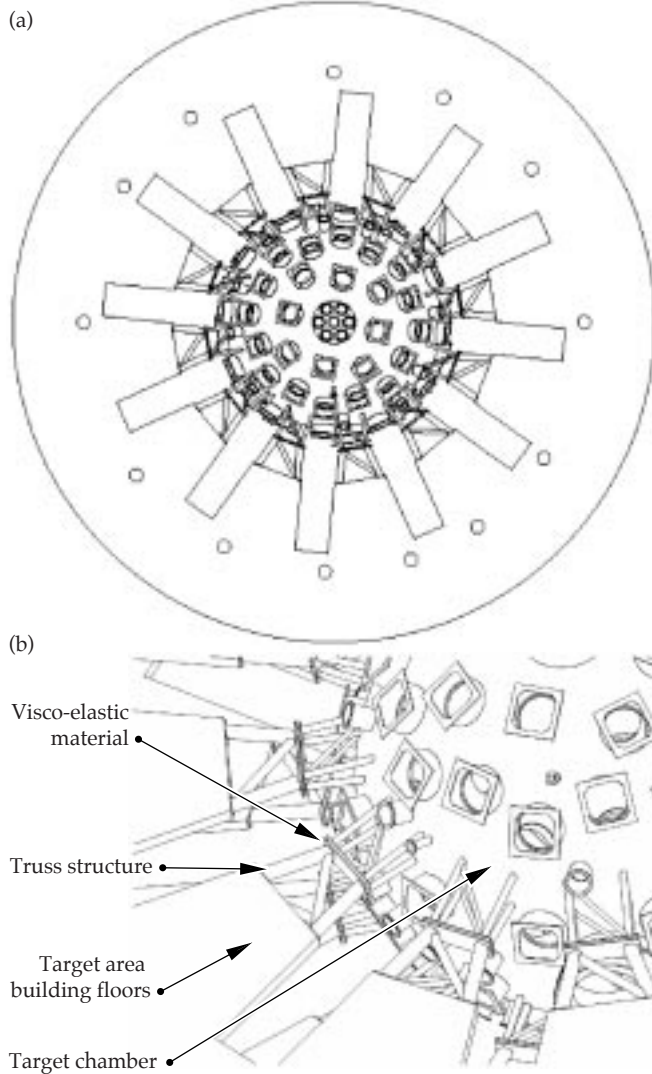 (a)
(b)
Visco-elastic
material
Truss structure
Target area
building floors
Target chamber